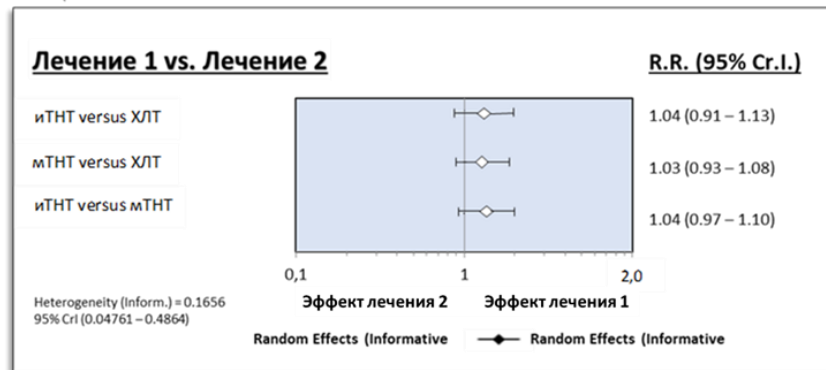 Лечение 1 vs. Лечение 2
R.R. (95% Cr.I.)
иТНТ versus ХЛТ
1.04 (0.91 – 1.13)
мТНТ versus ХЛТ
1.03 (0.93 – 1.08)
иТНТ versus мТНТ
1.04 (0.97 – 1.10)
0,1 1 2,0
Heterogeneity (Inform.) = 0.1656
95% CrI (0.04761 – 0.4864)
Эффект лечения 2 Эффект лечения 1
Random Effects (Informative Random Effects (Informative